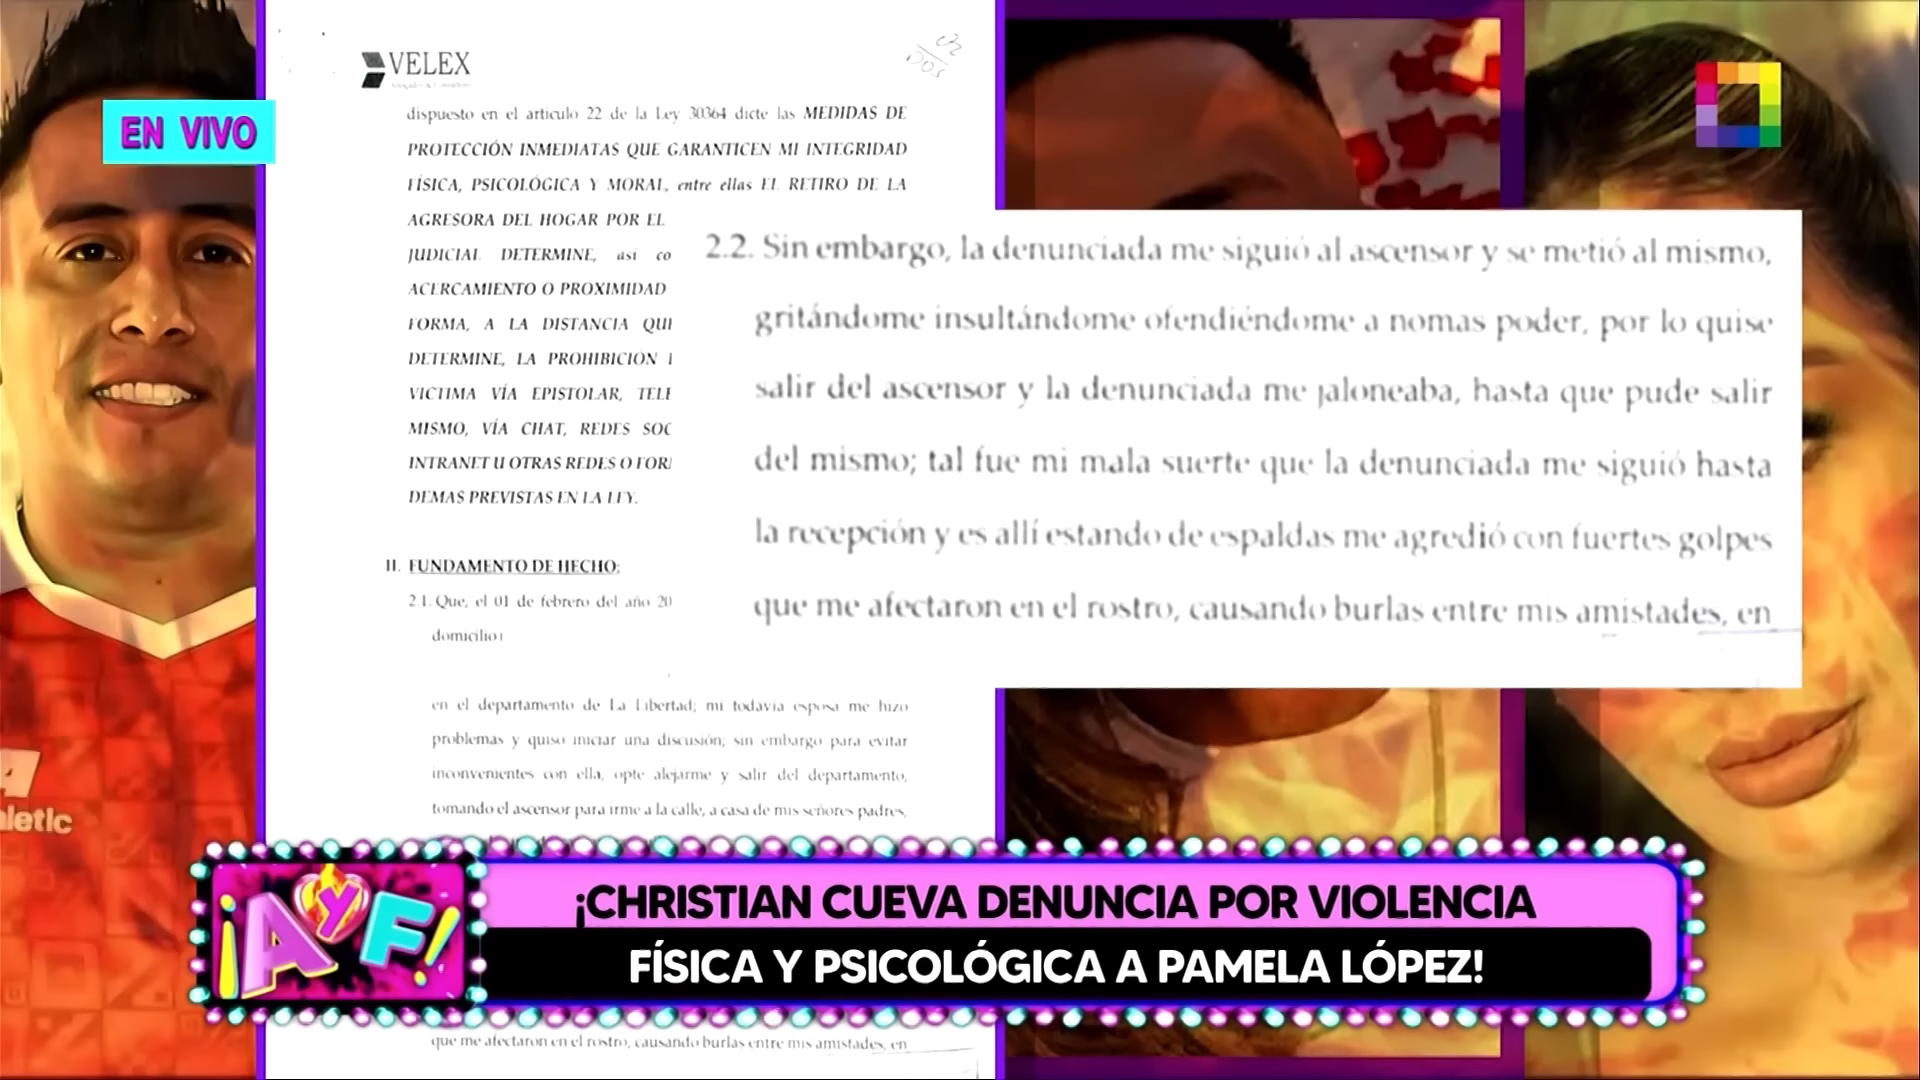 VELEX
dos
EN VIVO
dispuesto en el artículo 22 de la Ley 30364 dicte las MEDIDAS DE
PROTECCIÓN INMEDIATAS QUE GARANTICEN MI INTEGRIDAD
FÍSICA, PSICOLÓGICA Y MORAL, entre ellas EL RETIRO DE LA
AGRESORA DEL HOGAR POR EL
JUDICIAL DETERMINE, así co
ACERCAMIENTO O PROXIMIDAD
FORMA, A LA DISTANCIA QUE
DETERMINE, LA PROHIBICIÓN
VICTIMA VÍA EPISTOLAR, TELE
MISMO, VÍA CHAT, REDES SOC
INTRANET U OTRAS REDES O FOR
DEMAS PREVISTAS EN LA LEY.
II. FUNDAMENTO DE HECHO:
2.1. Que, el 01 de febrero del año 20
domicilio
en el departamento de La Libertad; mi todavía esposa me hizo
problemas y quiso iniciar una discusión; sin embargo para evitar
inconvenientes con ella, opte alejarme y salir del departamento,
tomando el ascensor para irme a la calle, a casa de mis señores padres,
2.2. Sin embargo, la denunciada me siguió al ascensor y se metió al mismo,
gritándome insultándome ofendiéndome a nomas poder, por lo quise
salir del ascensor y la denunciada me jaloneaba, hasta que pude salir
del mismo; tal fue mi mala suerte que la denunciada me siguió hasta
la recepción y es allí estando de espaldas me agredió con fuertes golpes
que me afectaron en el rostro, causando burlas entre mis amistades, en
letic
¡AyF!
¡CHRISTIAN CUEVA DENUNCIA POR VIOLENCIA
FÍSICA Y PSICOLÓGICA A PAMELA LÓPEZ!
que me afectaron en el rostro, causando burlas entre mis amistades, en